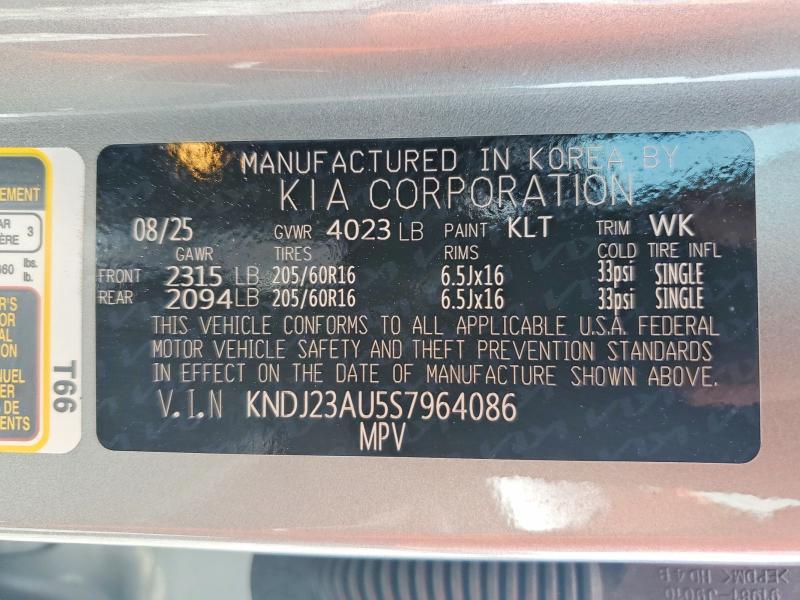 MANUFACTURED IN KOREA BY
KIA CORPORATION
08/25 GVWR 4023 LB PAINT KLT TRIM WK
GAWR TIRES RIMS COLD TIRE INFL
FRONT 2315 LB 205/60R16 6.5Jx16 33psi SINGLE
REAR 2094 LB 205/60R16 6.5Jx16 33psi SINGLE
THIS VEHICLE CONFORMS TO ALL APPLICABLE U.S.A. FEDERAL
MOTOR VEHICLE SAFETY AND THEFT PREVENTION STANDARDS
IN EFFECT ON THE DATE OF MANUFACTURE SHOWN ABOVE.
V.I.N KNDJ23AU5S7964086
MPV
3
lbs.
lb.
T66